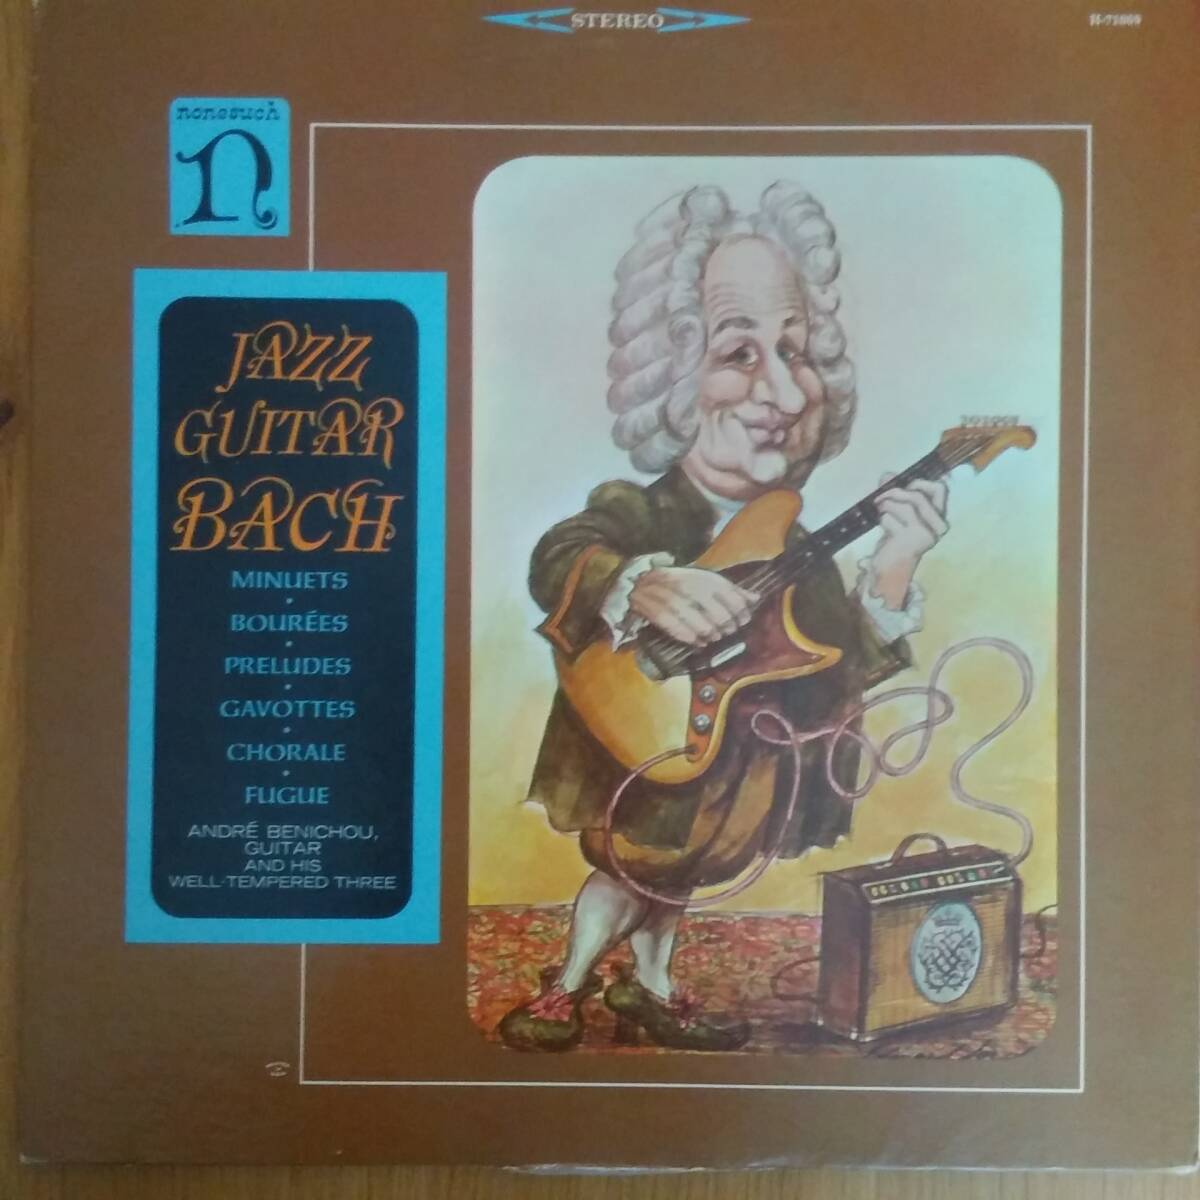 STEREO
H-71069
nonesuch
n
JAZZ
GUITAR
BACH
MINUETS
•
BOURÉES
•
PRELUDES
•
GAVOTTES
•
CHORALE
•
FUGUE
ANDRÉ BENICHOU,
GUITAR
AND HIS
WELL-TEMPERED THREE